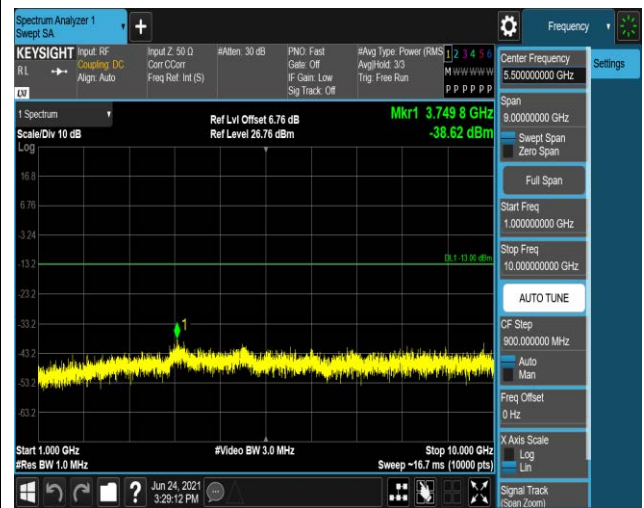 Spectrum Analyzer 1
Swept SA
Frequency
KEYSIGHT
RL
LXI
Input: RF
Coupling: DC
Align: Auto
Input Z: 50 Ω
Corr CCorr
Freq Ref: Int (S)
#Atten: 30 dB
PNO: Fast
Gate: Off
IF Gain: Low
Sig Track: Off
#Avg Type: Power (RMS
Avg|Hold: 3/3
Trig: Free Run
1 2 3 4 5 6
M W W W W W
P P P P P P
1 Spectrum
Scale/Div 10 dB
Ref Lvl Offset 6.76 dB
Ref Level 26.76 dBm
Mkr1 3.749 8 GHz
-38.62 dBm
Log
16.8
6.76
-3.24
-13.2
-23.2
-33.2
-43.2
-53.2
-63.2
DL1 -13.00 dBm
1
Start 1.000 GHz
#Res BW 1.0 MHz
#Video BW 3.0 MHz
Stop 10.000 GHz
Sweep ~16.7 ms (10000 pts)
?
Jun 24, 2021
3:29:12 PM
Center Frequency
5.500000000 GHz
Settings
Span
9.00000000 GHz
Swept Span
Zero Span
Full Span
Start Freq
1.000000000 GHz
Stop Freq
10.000000000 GHz
AUTO TUNE
CF Step
900.000000 MHz
Auto
Man
Freq Offset
0 Hz
X Axis Scale
Log
Lin
Signal Track
(Span Zoom)